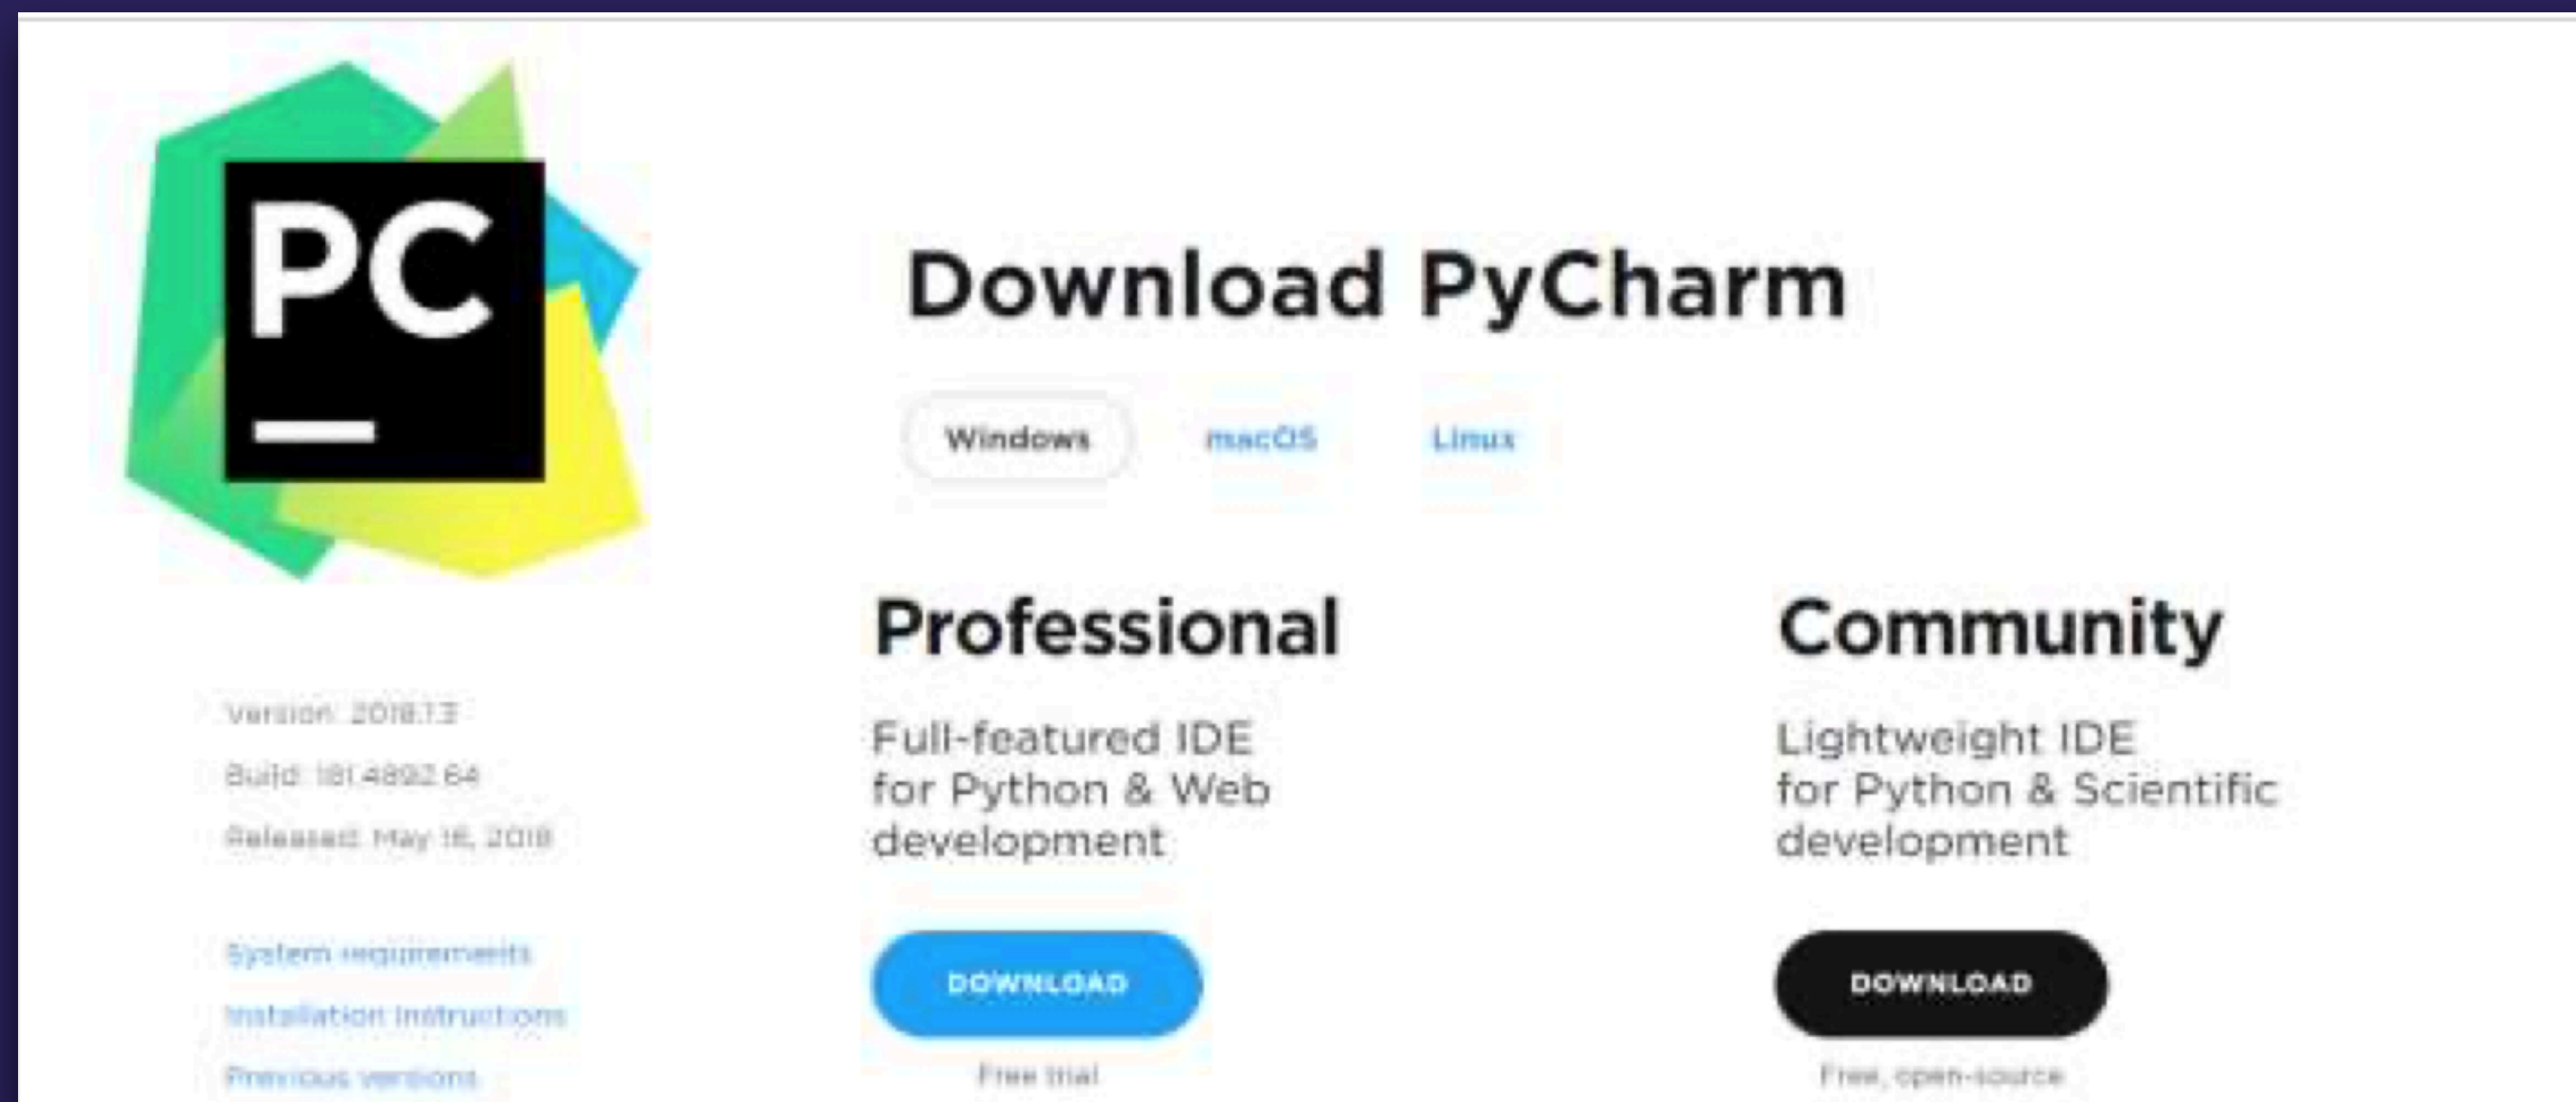 PC
Download PyCharm
Windows macOS Linux
Professional
Full-featured IDE
for Python & Web
development
DOWNLOAD
Free trial
Community
Lightweight IDE
for Python & Scientific
development
DOWNLOAD
Free, open-source
Version: 2018.1.3
Build: 181.4892.64
Released: May 16, 2018
System requirements
Installation Instructions
Previous versions